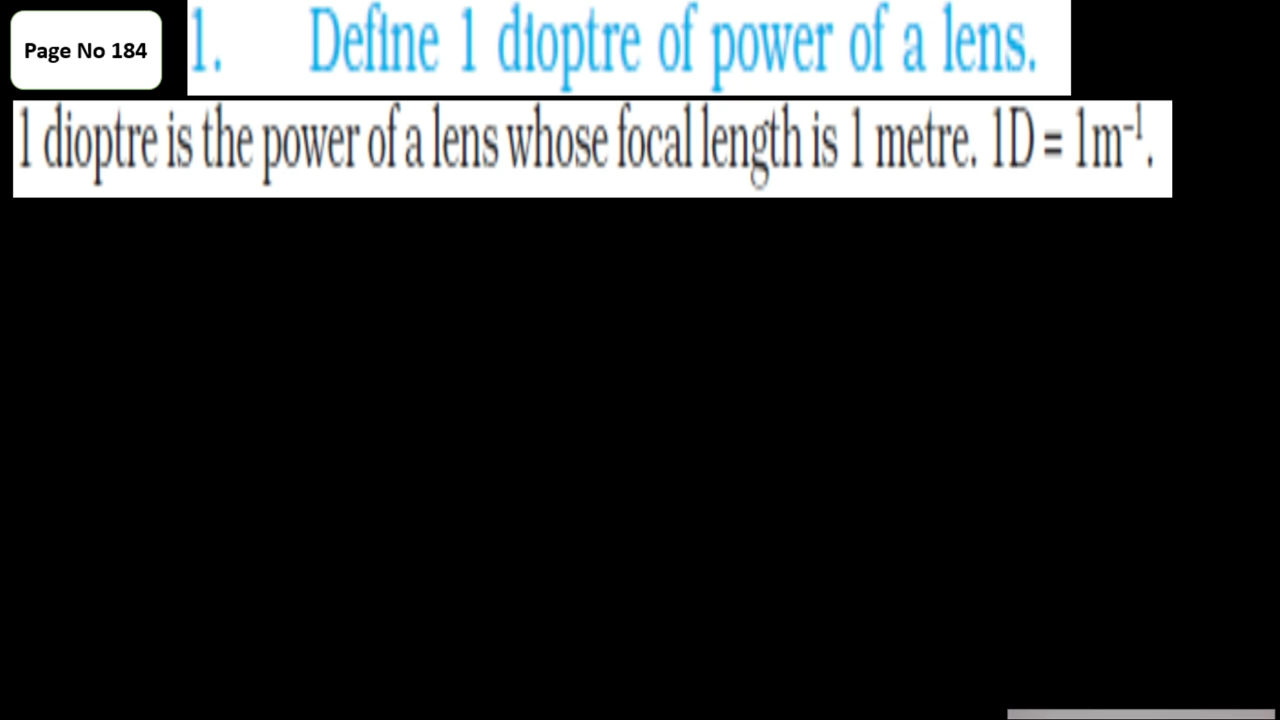 Page No 184
1. Define 1 dioptre of power of a lens.
1 dioptre is the power of a lens whose focal length is 1 metre. 1D = 1m⁻¹.